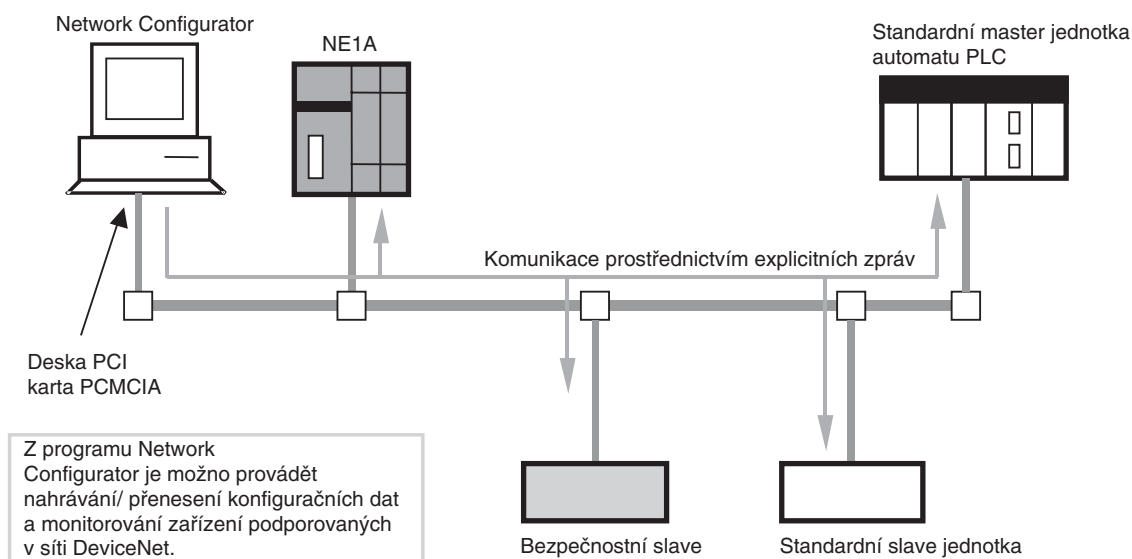 Network Configurator
NE1A
Standardní master jednotka
automatu PLC
Komunikace prostřednictvím explicitních zpráv
Deska PCI
karta PCMCIA
Z programu Network
Configurator je možno provádět
nahrávání/ přenesení konfiguračních dat
a monitorování zařízení podporovaných
v síti DeviceNet.
Bezpečnostní slave
Standardní slave jednotka